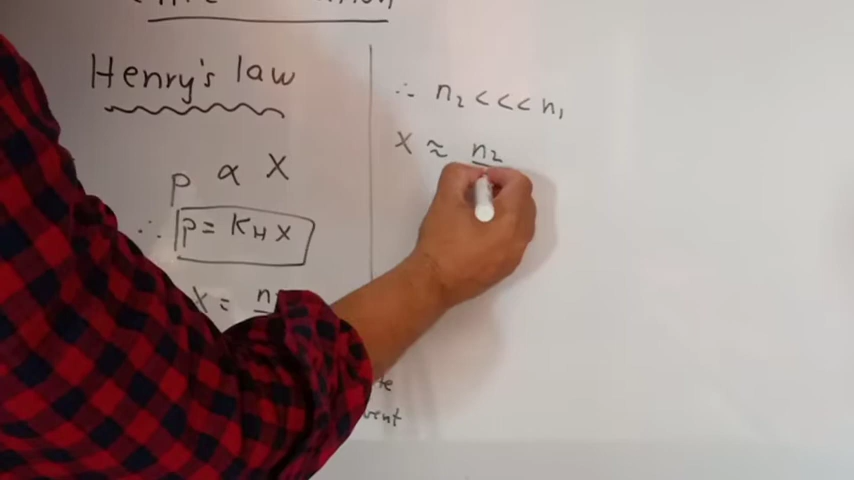 Henry's law
p ∝ X
∴ p = K_H X
X =
∴ n₂ <<< n₁
X ≈ n₂